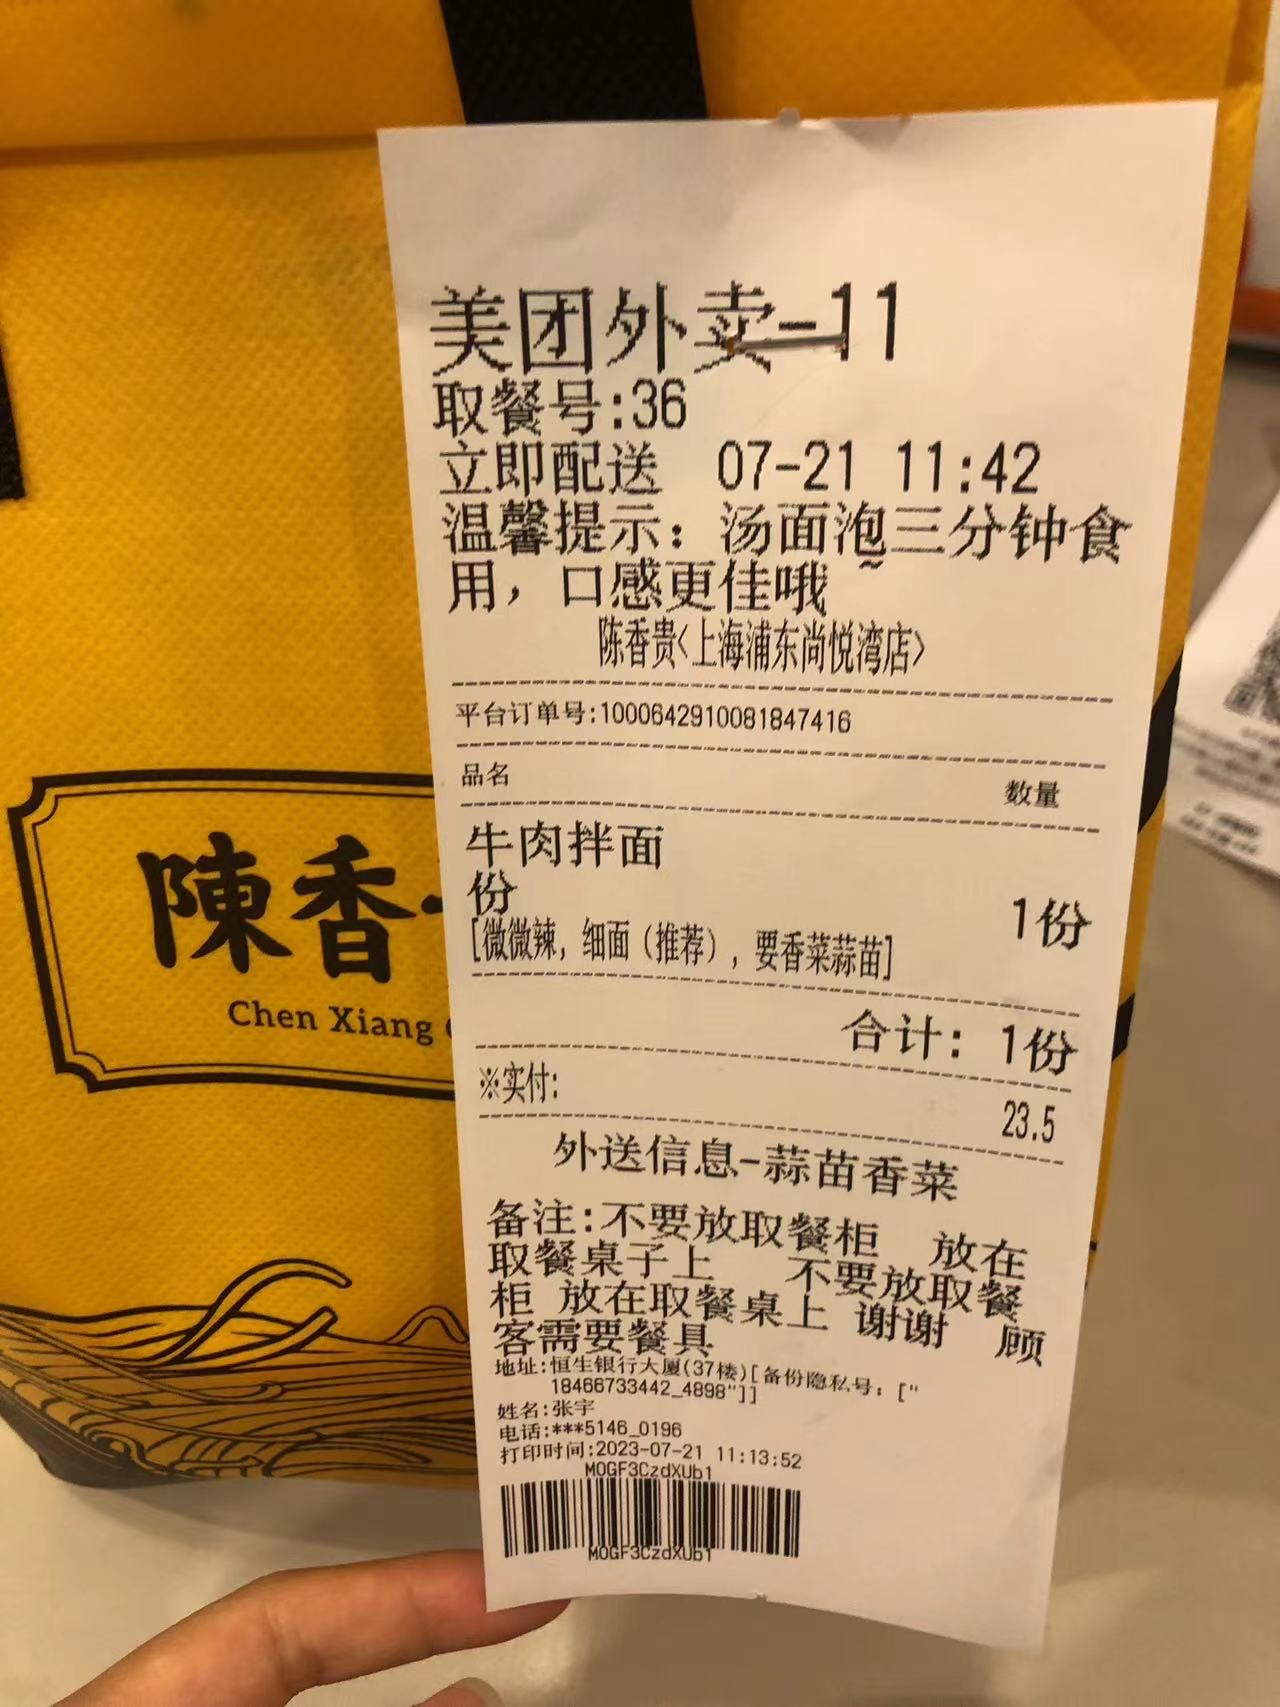 美团外卖-11
取餐号:36
立即配送 07-21 11:42
温馨提示：汤面泡三分钟食
用，口感更佳哦~
陈香贵<上海浦东尚悦湾店>
平台订单号:1000642910081847416
品名 数量
牛肉拌面
份 1份
[微微辣，细面（推荐），要香菜蒜苗]
合计：1份
※实付: 23.5
外送信息-蒜苗香菜
备注:不要放取餐柜 放在
取餐桌子上 不要放取餐
柜 放在取餐桌上 谢谢 顾
客需要餐具
地址:恒生银行大厦(37楼)[备份隐私号：["
18466733442_4898"]]
姓名:张宇
电话:***5146_0196
打印时间:2023-07-21 11:13:52
MOGF3CzdXUb1
MOGF3CzdXUb1
陳香
Chen Xiang